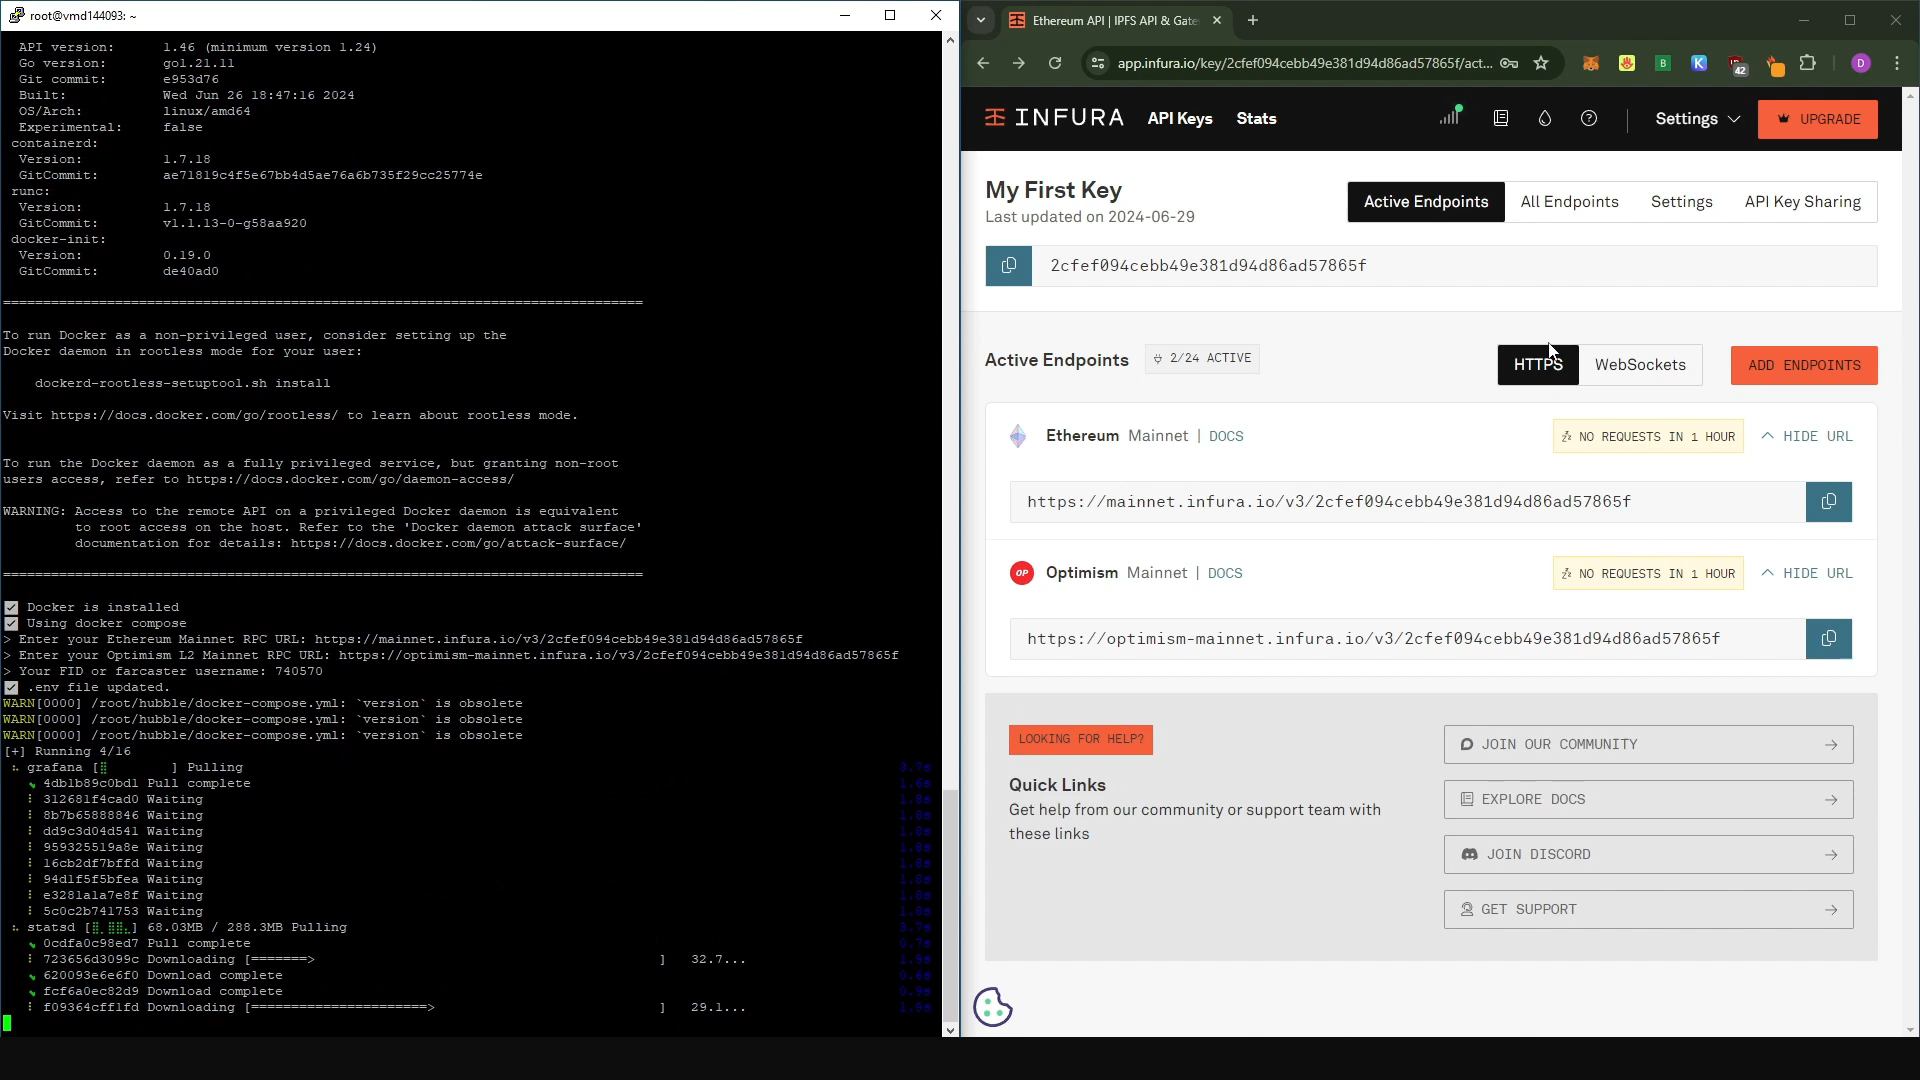 root@vmd144093: ~
API version: 1.46 (minimum version 1.24)
Go version: go1.21.11
Git commit: e953d76
Built: Wed Jun 26 18:47:16 2024
OS/Arch: linux/amd64
Experimental: false
containerd:
Version: 1.7.18
GitCommit: ae71819c4f5e67bb4d5ae76a6b735f29cc25774e
runc:
Version: 1.7.18
GitCommit: v1.1.13-0-g58aa920
docker-init:
Version: 0.19.0
GitCommit: de40ad0
================================================================================
To run Docker as a non-privileged user, consider setting up the
Docker daemon in rootless mode for your user:
dockerd-rootless-setuptool.sh install
Visit https://docs.docker.com/go/rootless/ to learn about rootless mode.
To run the Docker daemon as a fully privileged service, but granting non-root
users access, refer to https://docs.docker.com/go/daemon-access/
WARNING: Access to the remote API on a privileged Docker daemon is equivalent
to root access on the host. Refer to the 'Docker daemon attack surface'
documentation for details: https://docs.docker.com/go/attack-surface/
================================================================================
Docker is installed
Using docker compose
> Enter your Ethereum Mainnet RPC URL: https://mainnet.infura.io/v3/2cfef094cebb49e381d94d86ad57865f
> Enter your Optimism L2 Mainnet RPC URL: https://optimism-mainnet.infura.io/v3/2cfef094cebb49e381d94d86ad57865f
> Your FID or farcaster username: 740570
.env file updated.
WARN[0000] /root/hubble/docker-compose.yml: `version` is obsolete
WARN[0000] /root/hubble/docker-compose.yml: `version` is obsolete
WARN[0000] /root/hubble/docker-compose.yml: `version` is obsolete
[+] Running 4/16
grafana [⣿ ] Pulling
4db1b89c0bd1 Pull complete
312681f4cad0 Waiting
8b7b65888846 Waiting
dd9c3d04d541 Waiting
959325519a8e Waiting
16cb2df7bffd Waiting
94d1f5f5bfea Waiting
e3281a1a7e8f Waiting
5c0c2b741753 Waiting
statsd [] 68.03MB / 288.3MB Pulling
0cdfa0c98ed7 Pull complete
723656d3099c Downloading [=======> ] 32.7...
620093e6e6f0 Download complete
fcf6a0ec82d9 Download complete
f09364cff1fd Downloading [======================> ] 29.1...
Ethereum API | IPFS API & Gate
app.infura.io/key/2cfef094cebb49e381d94d86ad57865f/act...
42
D
INFURA API Keys Stats Settings UPGRADE
My First Key
Last updated on 2024-06-29
Active Endpoints All Endpoints Settings API Key Sharing
2cfef094cebb49e381d94d86ad57865f
Active Endpoints 2/24 ACTIVE HTTPS WebSockets ADD ENDPOINTS
Ethereum Mainnet | DOCS NO REQUESTS IN 1 HOUR HIDE URL
https://mainnet.infura.io/v3/2cfef094cebb49e381d94d86ad57865f
OP Optimism Mainnet | DOCS NO REQUESTS IN 1 HOUR HIDE URL
https://optimism-mainnet.infura.io/v3/2cfef094cebb49e381d94d86ad57865f
LOOKING FOR HELP?
Quick Links
Get help from our community or support team with
these links
JOIN OUR COMMUNITY
EXPLORE DOCS
JOIN DISCORD
GET SUPPORT